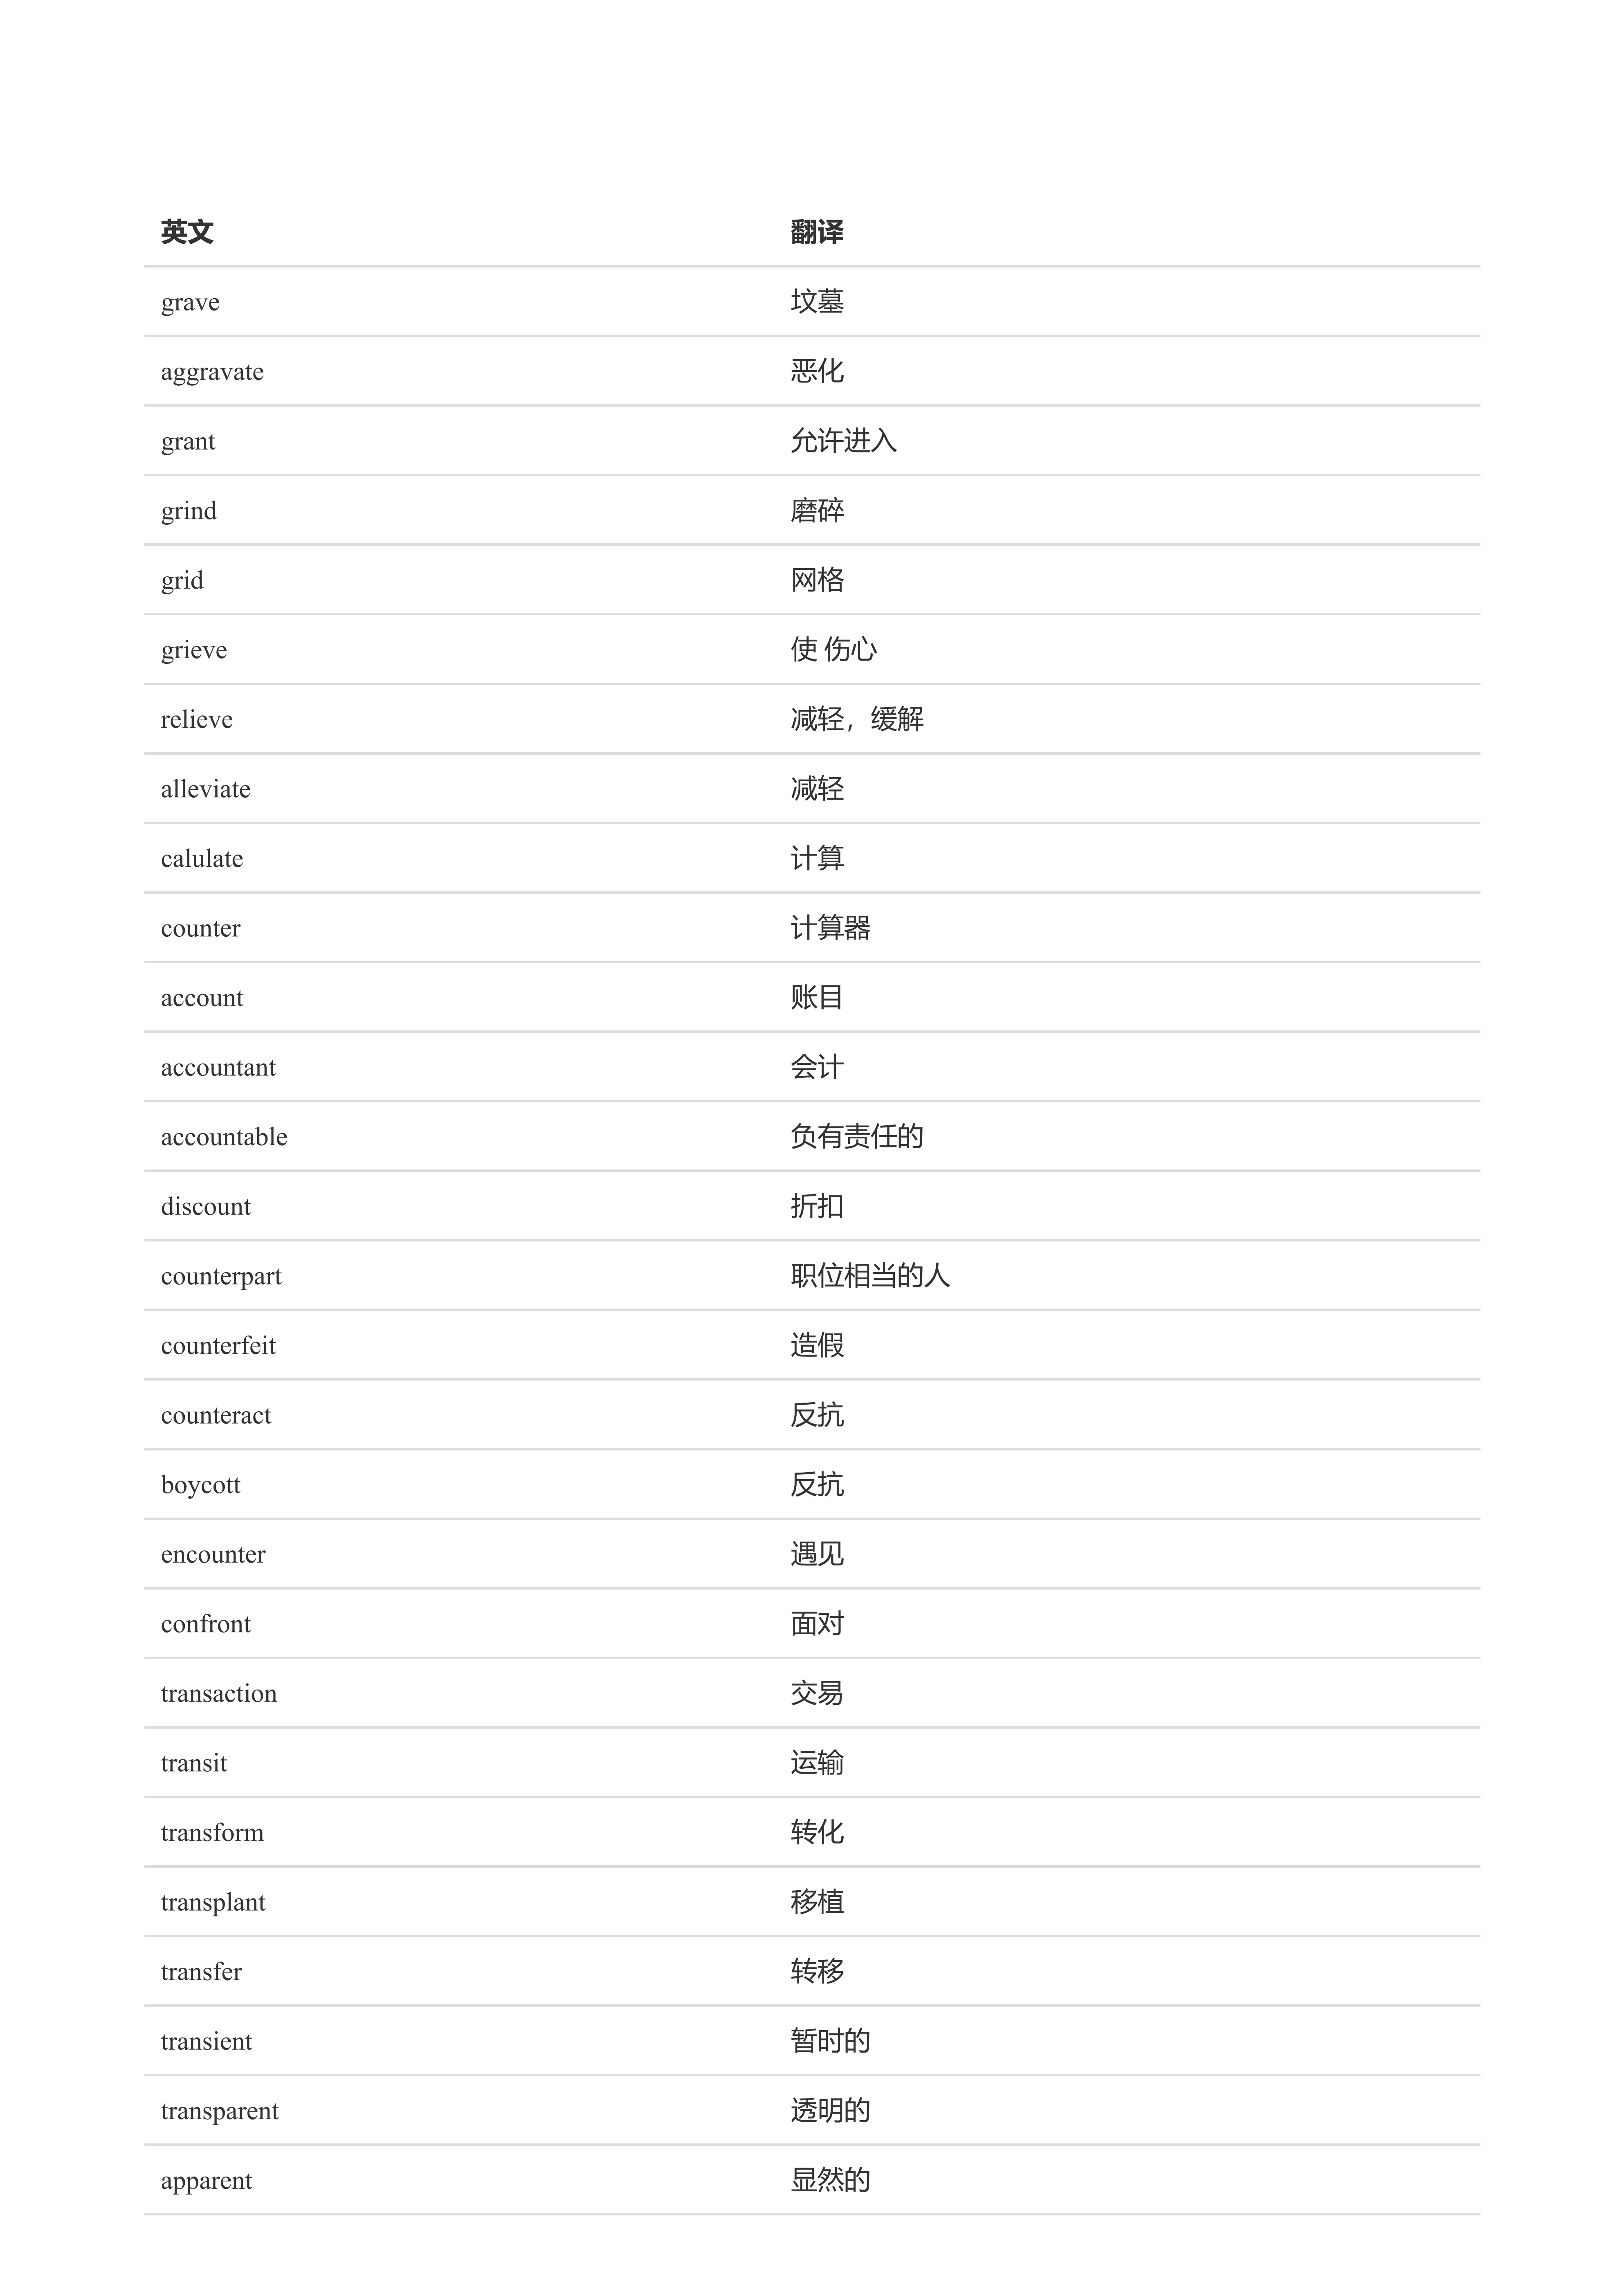 英文 翻译
grave 坟墓
aggravate 恶化
grant 允许进入
grind 磨碎
grid 网格
grieve 使 伤心
relieve 减轻，缓解
alleviate 减轻
calulate 计算
counter 计算器
account 账目
accountant 会计
accountable 负有责任的
discount 折扣
counterpart 职位相当的人
counterfeit 造假
counteract 反抗
boycott 反抗
encounter 遇见
confront 面对
transaction 交易
transit 运输
transform 转化
transplant 移植
transfer 转移
transient 暂时的
transparent 透明的
apparent 显然的